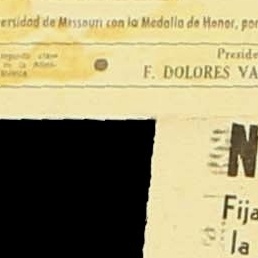 ersidad de Missouri con la Medalla de Honor, por
Preside
F. DOLORES VA
N
Fija
la